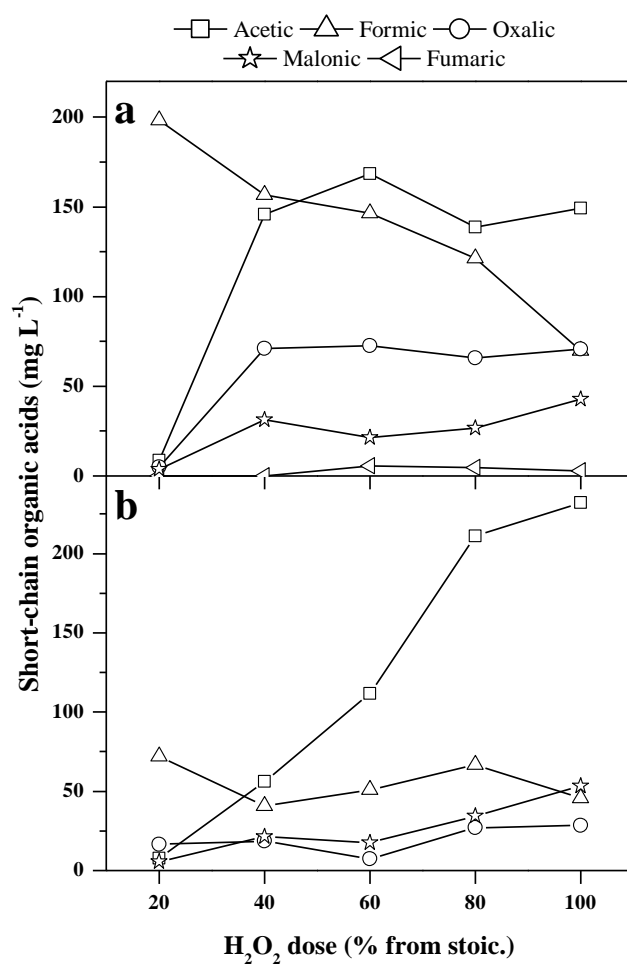 Acetic Formic Oxalic
Malonic Fumaric
a
200
150
100
50
0
b
200
150
100
50
0
20 40 60 80 100
Short-chain organic acids (mg L⁻¹)
H₂O₂ dose (% from stoic.)